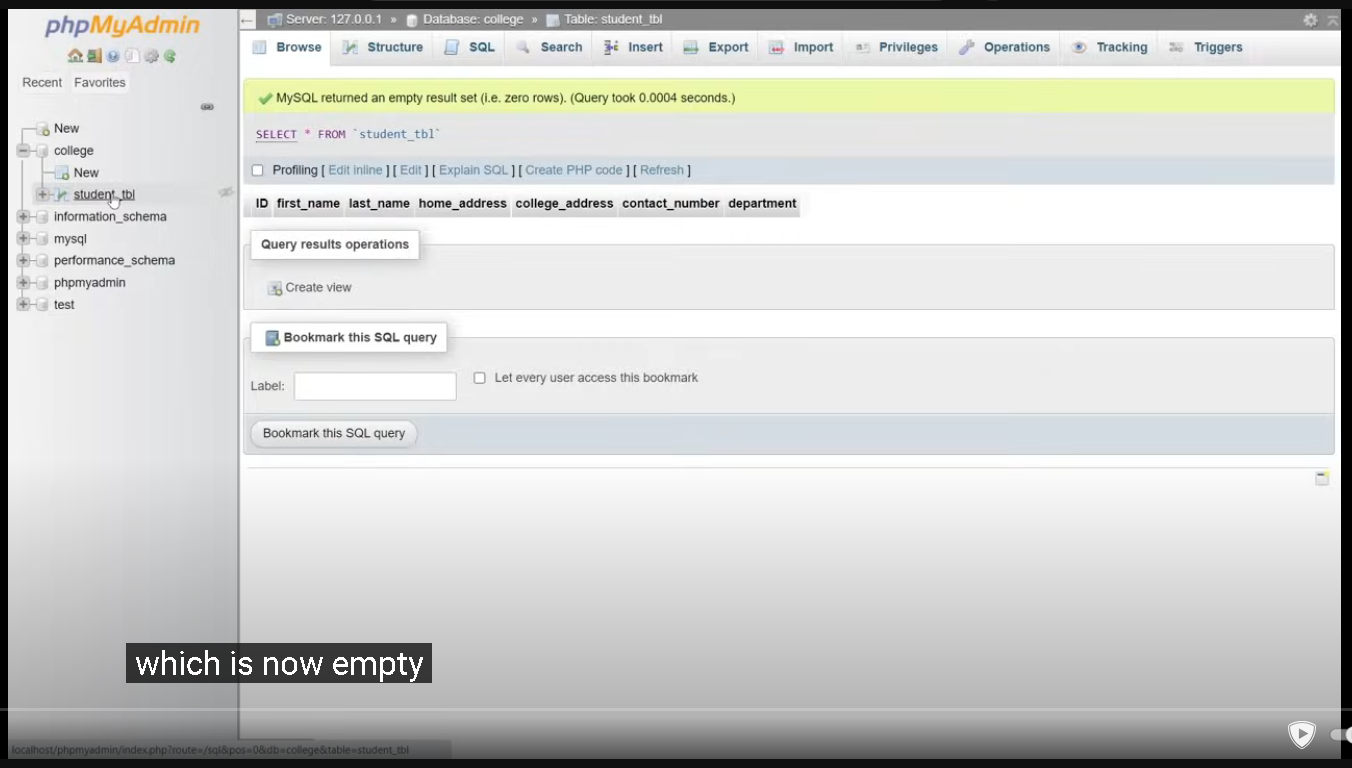 phpMyAdmin
Server: 127.0.0.1 » Database: college » Table: student_tbl
Browse Structure SQL Search Insert Export Import Privileges Operations Tracking Triggers
Recent Favorites
MySQL returned an empty result set (i.e. zero rows). (Query took 0.0004 seconds.)
SELECT * FROM `student_tbl`
Profiling [ Edit inline ] [ Edit ] [ Explain SQL ] [ Create PHP code ] [ Refresh ]
New
college
New
student_tbl
information_schema
mysql
performance_schema
phpmyadmin
test
ID first_name last_name home_address college_address contact_number department
Query results operations
Create view
Bookmark this SQL query
Label:
Let every user access this bookmark
Bookmark this SQL query
which is now empty
localhost/phpmyadmin/index.php?route=/sql&pos=0&db=college&table=student_tbl